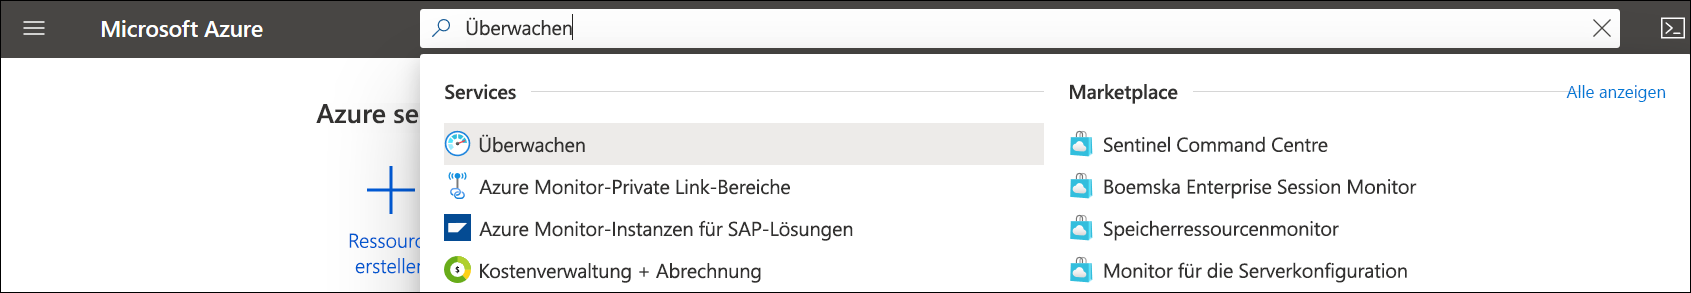 Microsoft Azure
Überwachen
Services
Marketplace
Alle anzeigen
Azure se
Überwachen
Sentinel Command Centre
Azure Monitor-Private Link-Bereiche
Boemska Enterprise Session Monitor
Azure Monitor-Instanzen für SAP-Lösungen
Speicherressourcenmonitor
Ressourc
erstellen
Kostenverwaltung + Abrechnung
Monitor für die Serverkonfiguration